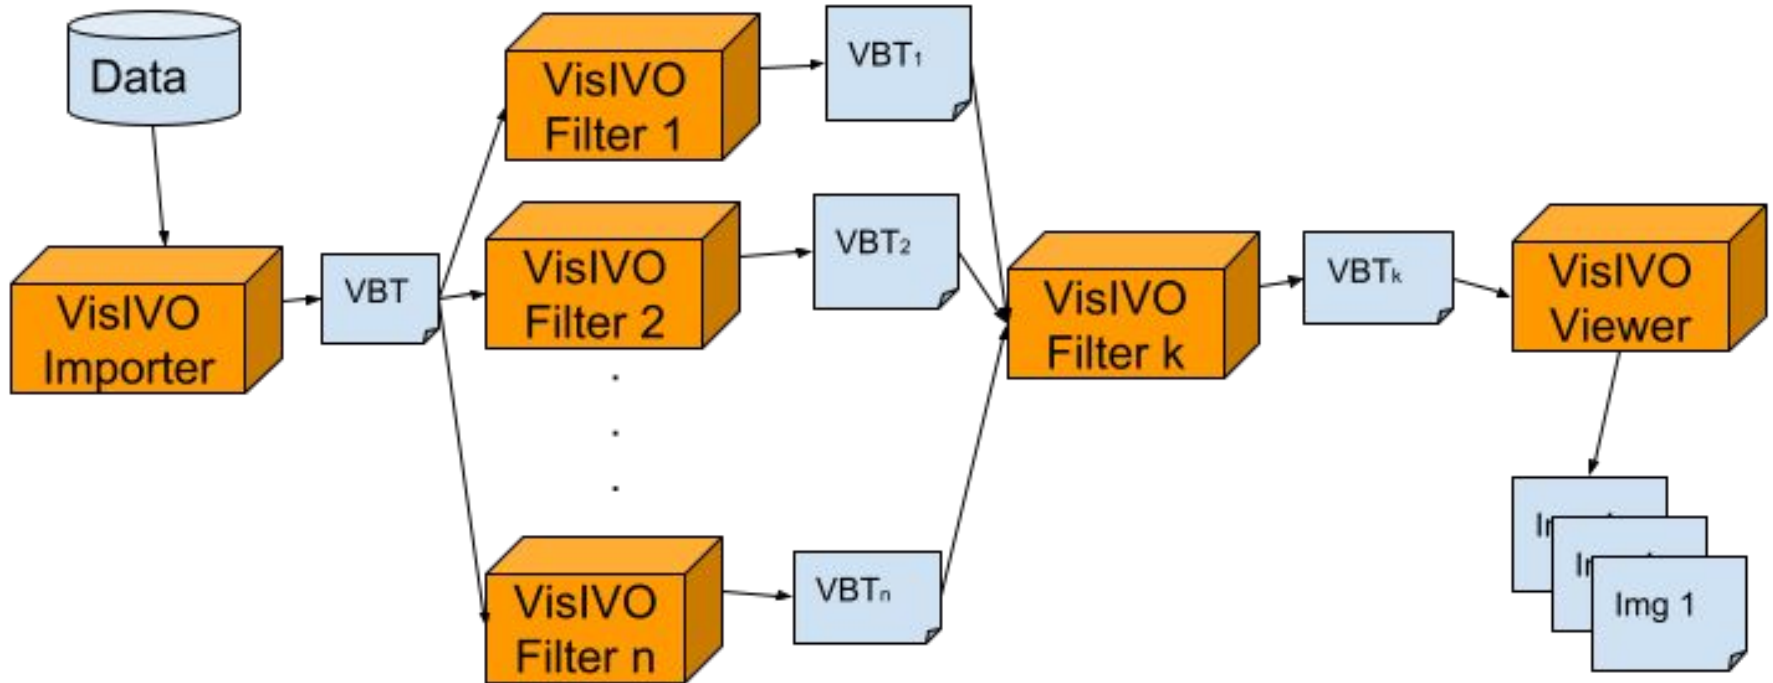 Data
VisIVO
Importer
VBT
VisIVO
Filter 1
VBT₁
VisIVO
Filter 2
VBT₂
.
.
.
VisIVO
Filter n
VBTₙ
VisIVO
Filter k
VBTₖ
VisIVO
Viewer
Img 1